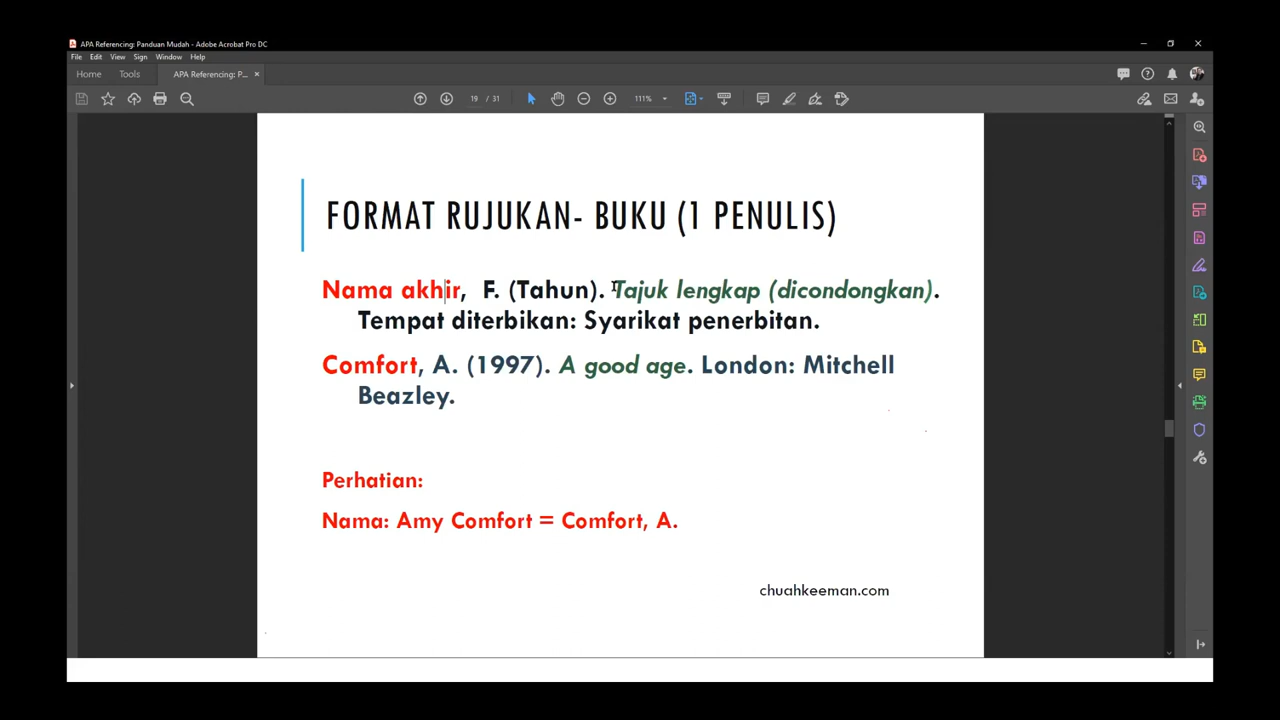 APA Referencing: Panduan Mudah - Adobe Acrobat Pro DC
File Edit View Sign Window Help
Home Tools APA Referencing: P...
19 / 31 111%
FORMAT RUJUKAN- BUKU (1 PENULIS)
Nama akhir, F. (Tahun). Tajuk lengkap (dicondongkan).
Tempat diterbikan: Syarikat penerbitan.
Comfort, A. (1997). A good age. London: Mitchell
Beazley.
Perhatian:
Nama: Amy Comfort = Comfort, A.
chuahkeeman.com